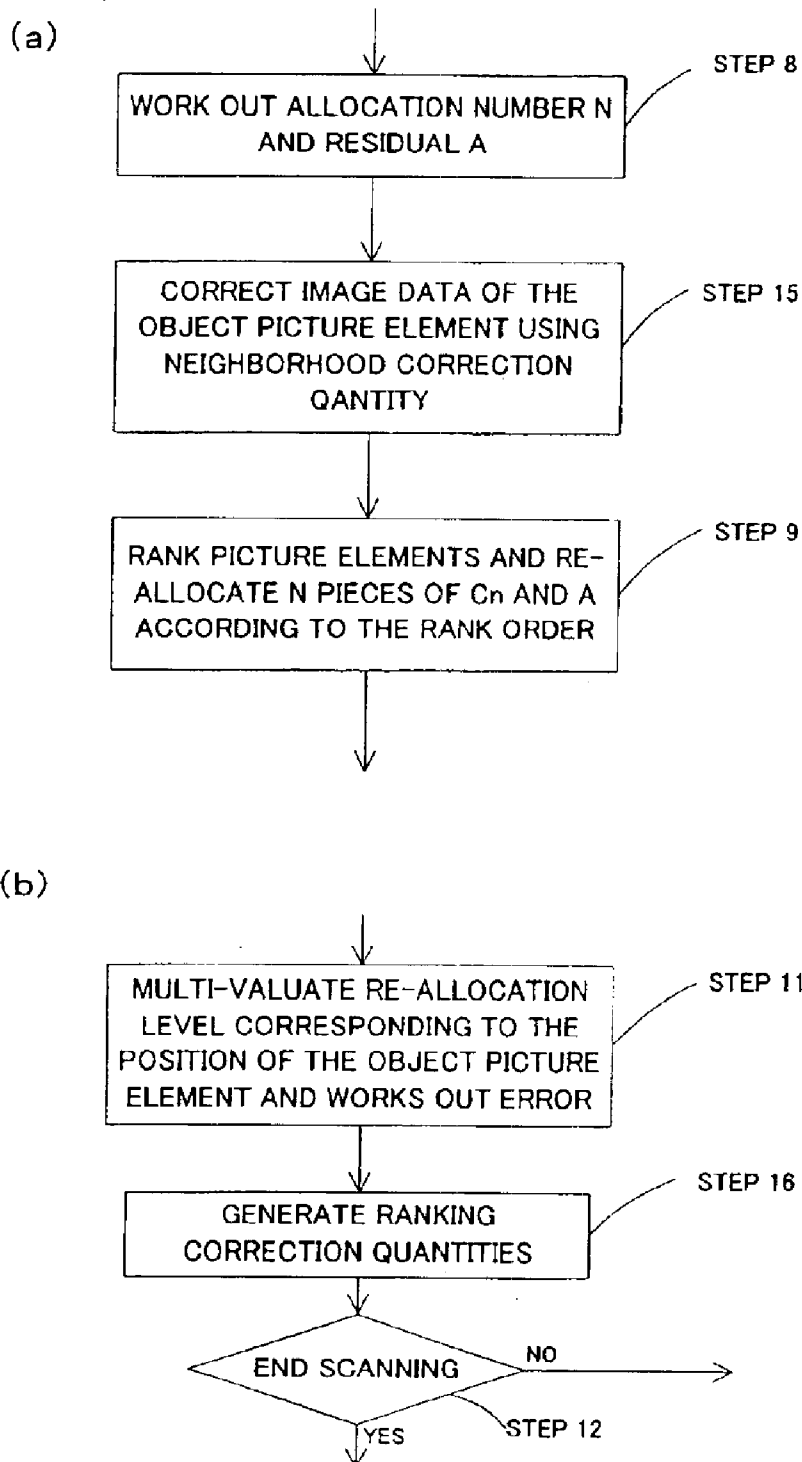 (a)
STEP 8
WORK OUT ALLOCATION NUMBER N
AND RESIDUAL A
STEP 15
CORRECT IMAGE DATA OF THE
OBJECT PICTURE ELEMENT USING
NEIGHBORHOOD CORRECTION
QANTITY
STEP 9
RANK PICTURE ELEMENTS AND RE-
ALLOCATE N PIECES OF Cn AND A
ACCORDING TO THE RANK ORDER
(b)
STEP 11
MULTI-VALUATE RE-ALLOCATION
LEVEL CORRESPONDING TO THE
POSITION OF THE OBJECT PICTURE
ELEMENT AND WORKS OUT ERROR
STEP 16
GENERATE RANKING
CORRECTION QUANTITIES
END SCANNING
NO
STEP 12
YES